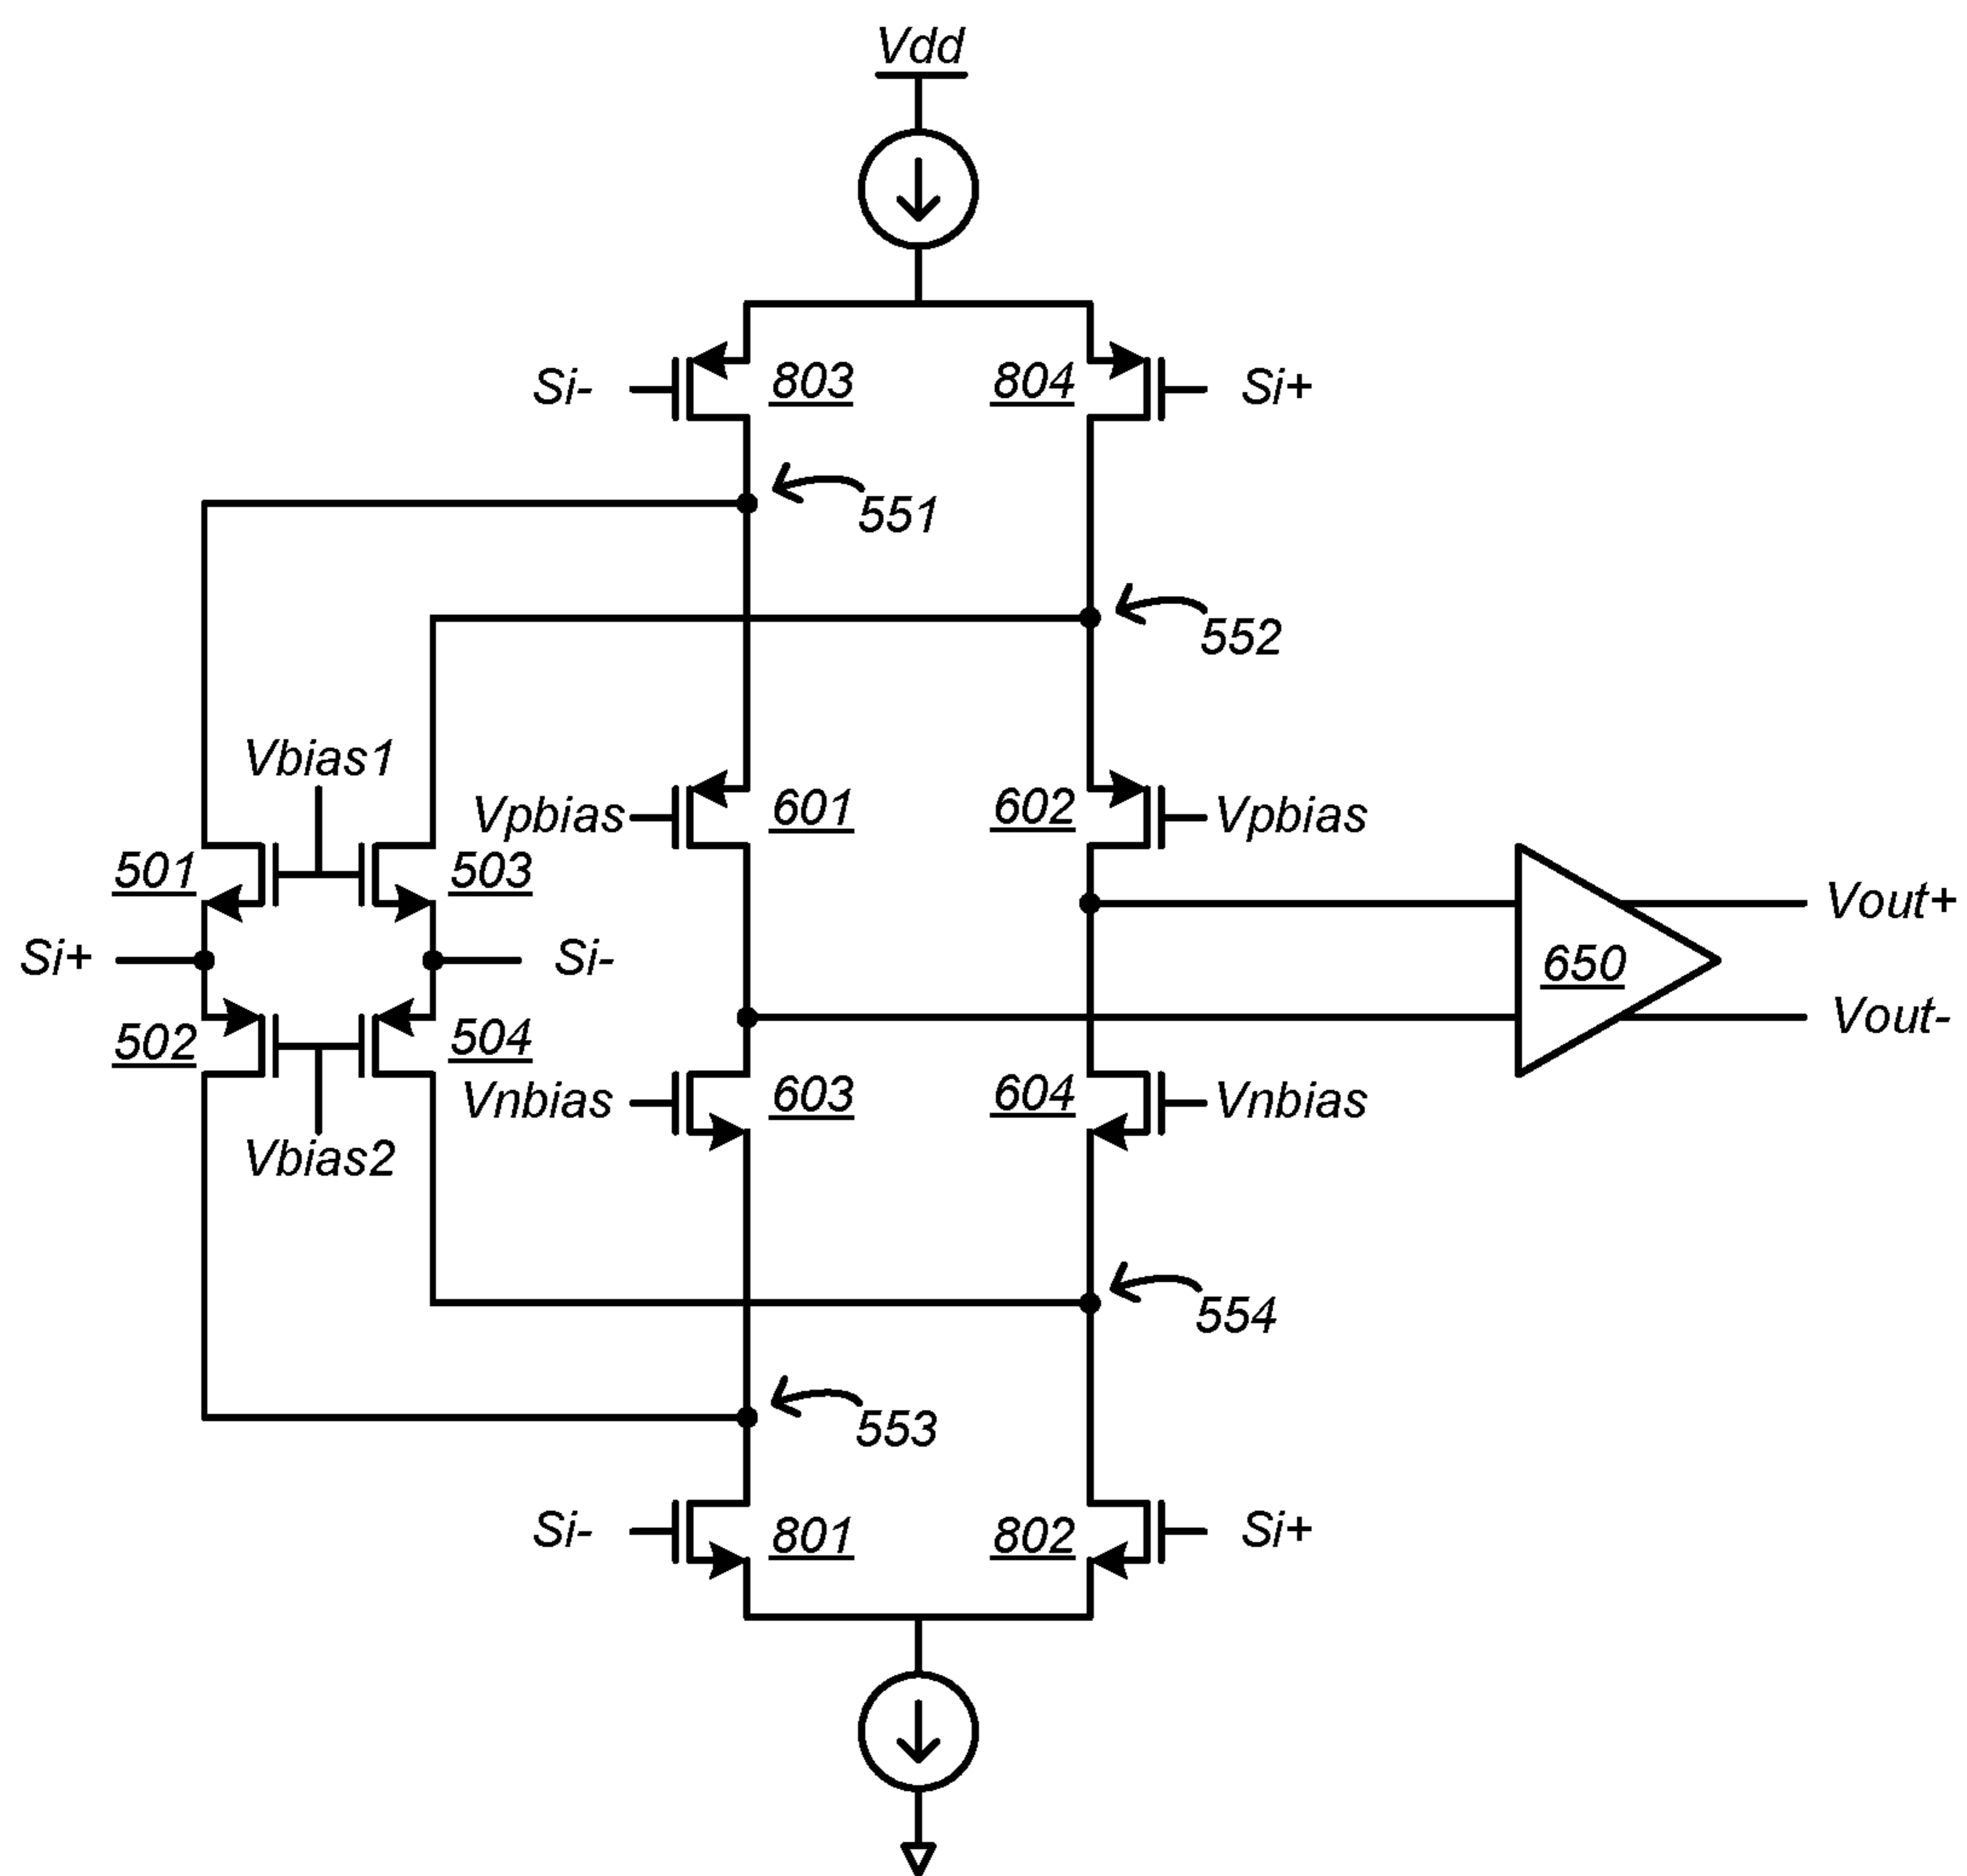 Vdd
Si-
803
804
Si+
551
552
Vbias1
Vpbias
601
602
Vpbias
501
503
Vout+
Si+
Si-
650
502
504
Vout-
Vnbias
603
604
Vnbias
Vbias2
554
553
Si-
801
802
Si+